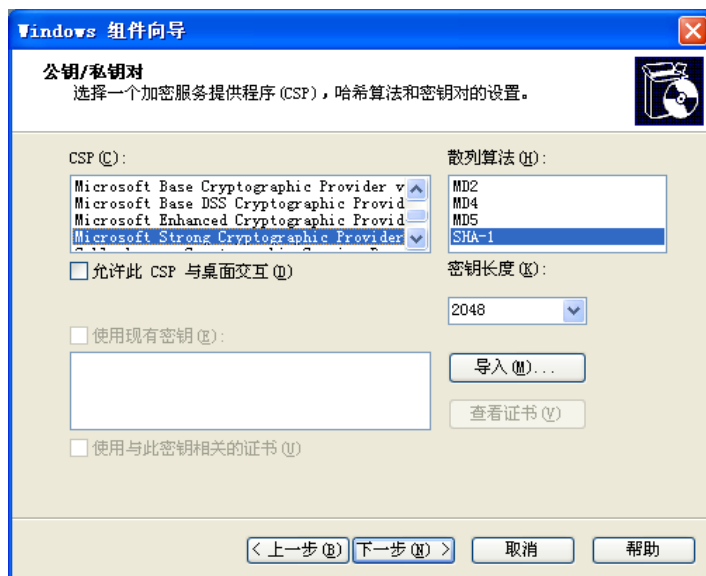 Windows 组件向导
公钥/私钥对
选择一个加密服务提供程序(CSP)，哈希算法和密钥对的设置。
CSP(C):
散列算法(H):
Microsoft Base Cryptographic Provider v
Microsoft Base DSS Cryptographic Provid
Microsoft Enhanced Cryptographic Provid
Microsoft Strong Cryptographic Provider
MD2
MD4
MD5
SHA-1
允许此 CSP 与桌面交互(D)
密钥长度(K):
2048
使用现有密钥(E):
导入(M)...
查看证书(V)
使用与此密钥相关的证书(U)
< 上一步(B)
下一步(N) >
取消
帮助